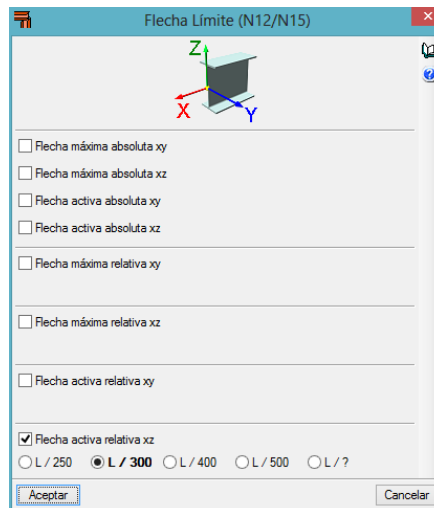 Flecha Límite (N12/N15)
Z
X
Y
Flecha máxima absoluta xy
Flecha máxima absoluta xz
Flecha activa absoluta xy
Flecha activa absoluta xz
Flecha máxima relativa xy
Flecha máxima relativa xz
Flecha activa relativa xy
Flecha activa relativa xz
L / 250 L / 300 L / 400 L / 500 L / ?
Aceptar Cancelar